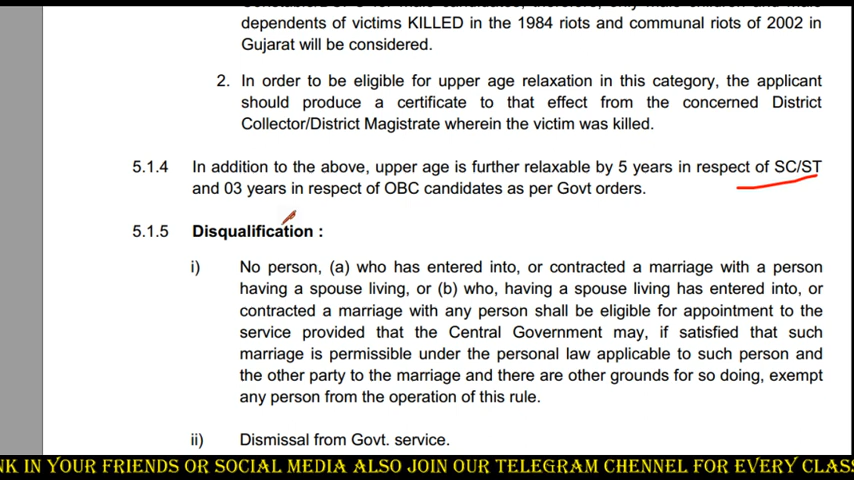 dependents of victims KILLED in the 1984 riots and communal riots of 2002 in
Gujarat will be considered.
2. In order to be eligible for upper age relaxation in this category, the applicant
should produce a certificate to that effect from the concerned District
Collector/District Magistrate wherein the victim was killed.
5.1.4 In addition to the above, upper age is further relaxable by 5 years in respect of SC/ST
and 03 years in respect of OBC candidates as per Govt orders.
5.1.5 Disqualification :
i) No person, (a) who has entered into, or contracted a marriage with a person
having a spouse living, or (b) who, having a spouse living has entered into, or
contracted a marriage with any person shall be eligible for appointment to the
service provided that the Central Government may, if satisfied that such
marriage is permissible under the personal law applicable to such person and
the other party to the marriage and there are other grounds for so doing, exempt
any person from the operation of this rule.
ii) Dismissal from Govt. service.
NK IN YOUR FRIENDS OR SOCIAL MEDIA ALSO JOIN OUR TELEGRAM CHENNEL FOR EVERY CLASS